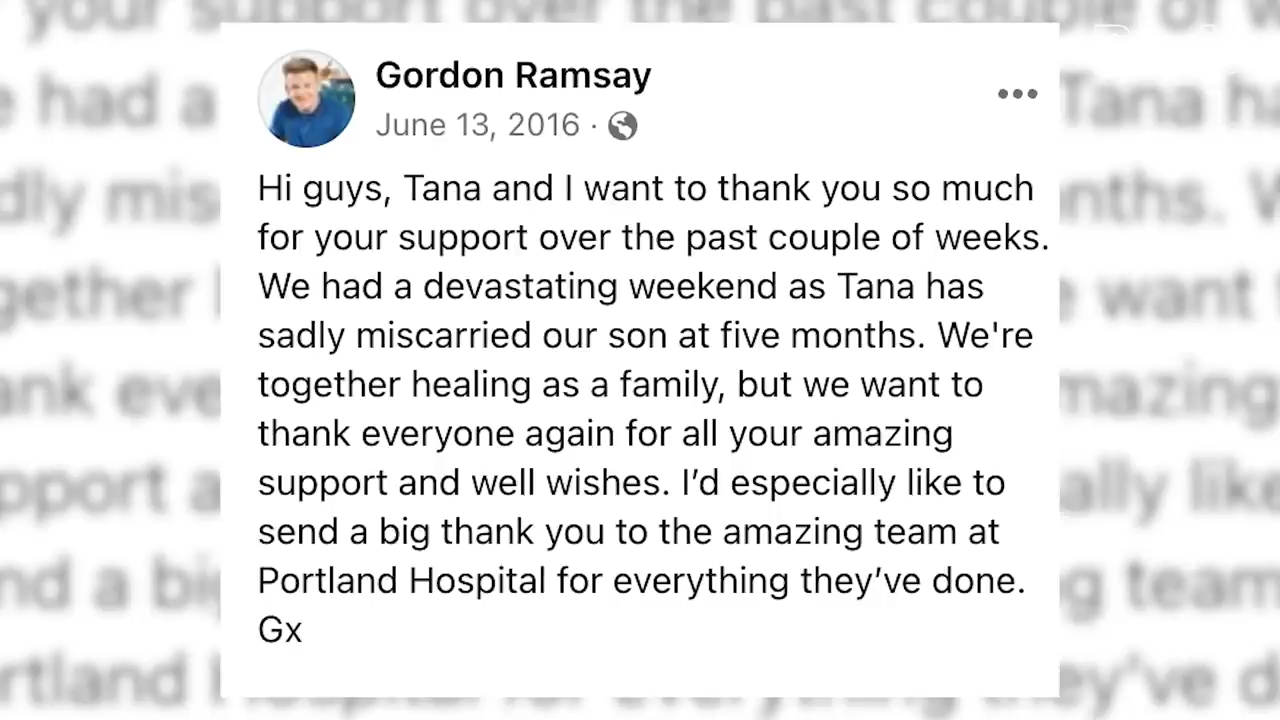 Gordon Ramsay
June 13, 2016 ·
Hi guys, Tana and I want to thank you so much
for your support over the past couple of weeks.
We had a devastating weekend as Tana has
sadly miscarried our son at five months. We're
together healing as a family, but we want to
thank everyone again for all your amazing
support and well wishes. I’d especially like to
send a big thank you to the amazing team at
Portland Hospital for everything they’ve done.
Gx